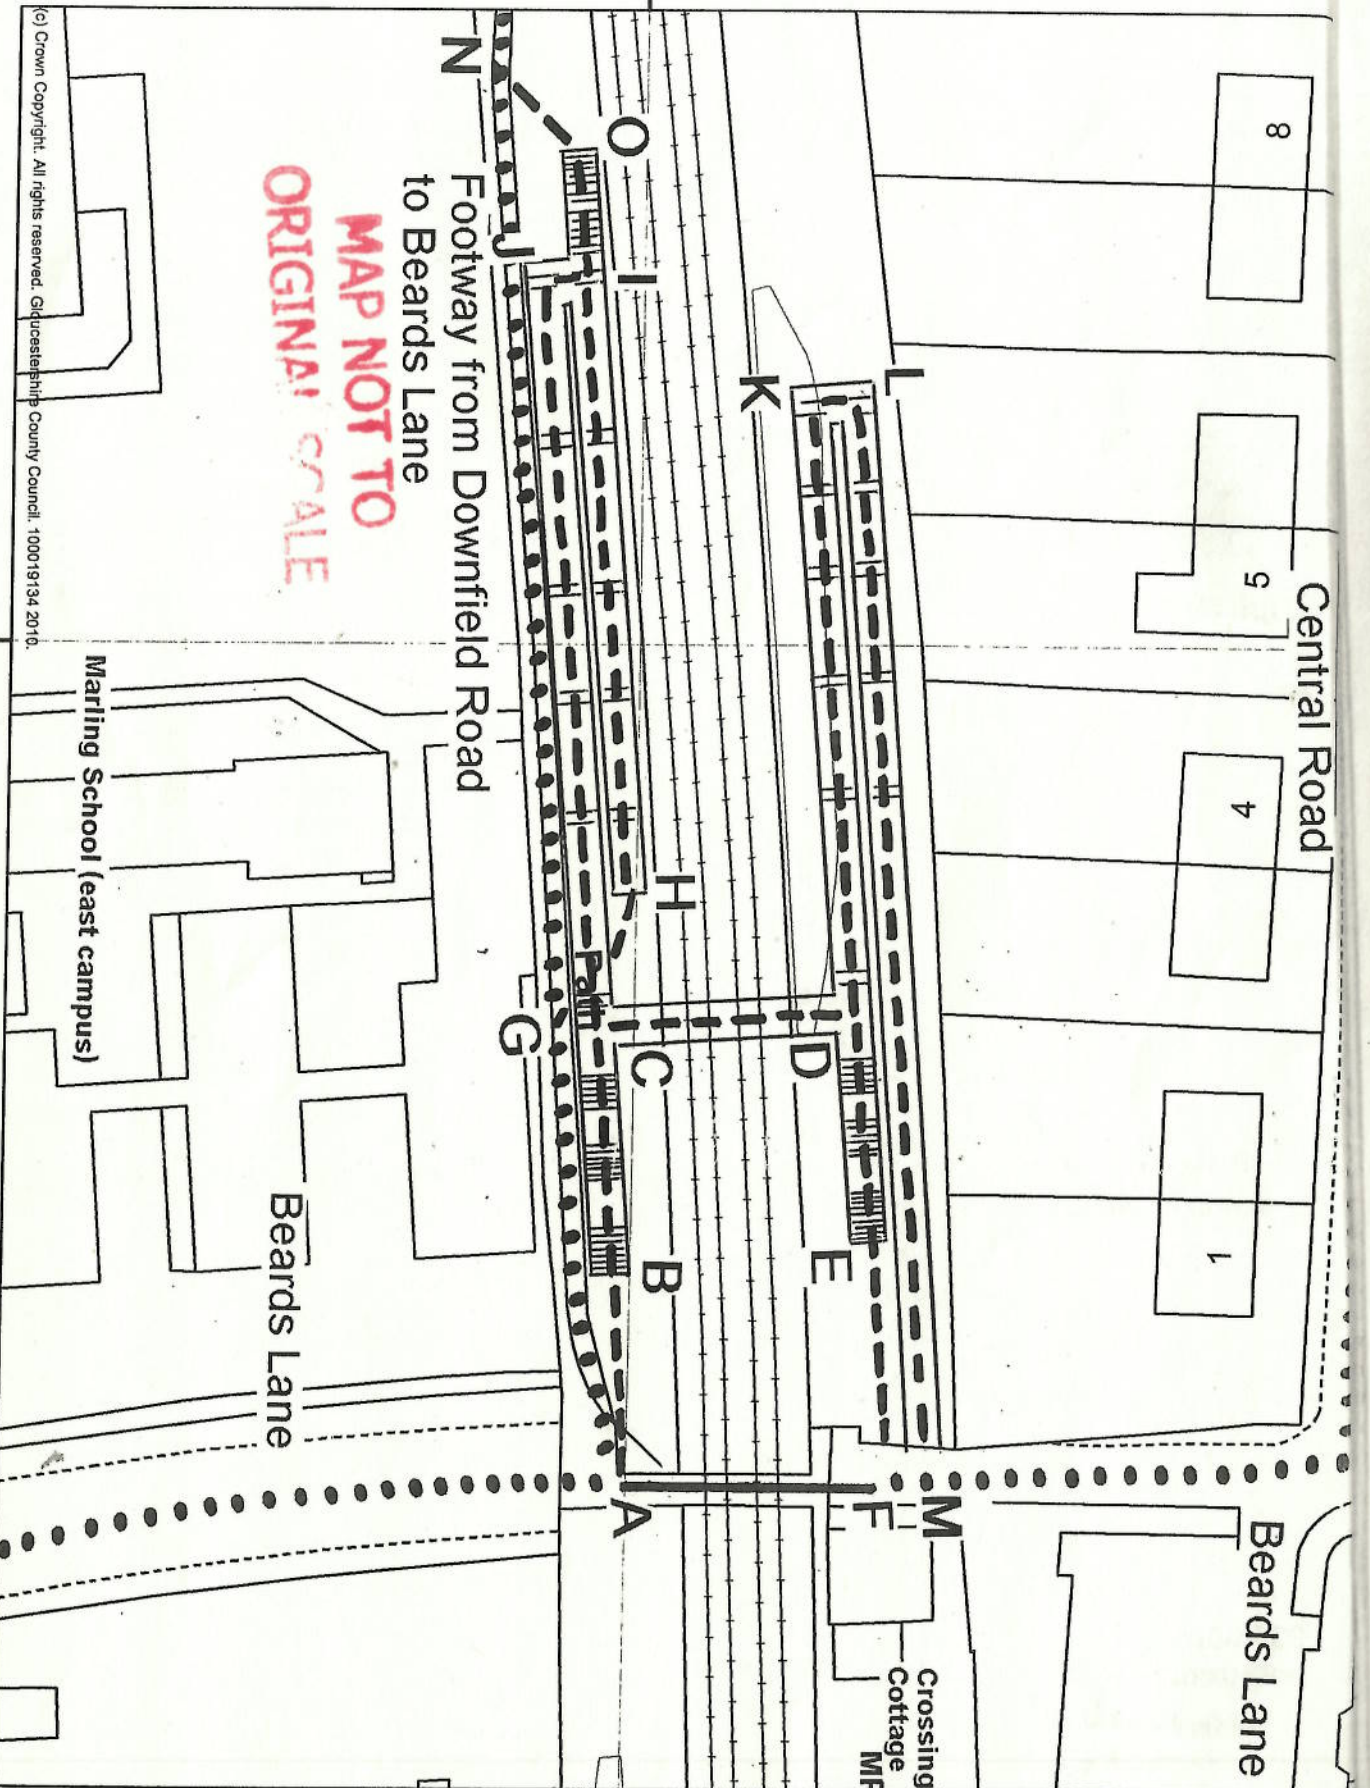 Central Road
8
5
4
1
L
K
M
Beards Lane
Crossing
Cottage
MP
O
I
H
C
D
B
E
F
A
N
J
G
Path
Footway from Downfield Road
to Beards Lane
MAP NOT TO
ORIGINAL SCALE
Beards Lane
Marling School (east campus)
(c) Crown Copyright. All rights reserved. Gloucestershire County Council. 100019134 2010.